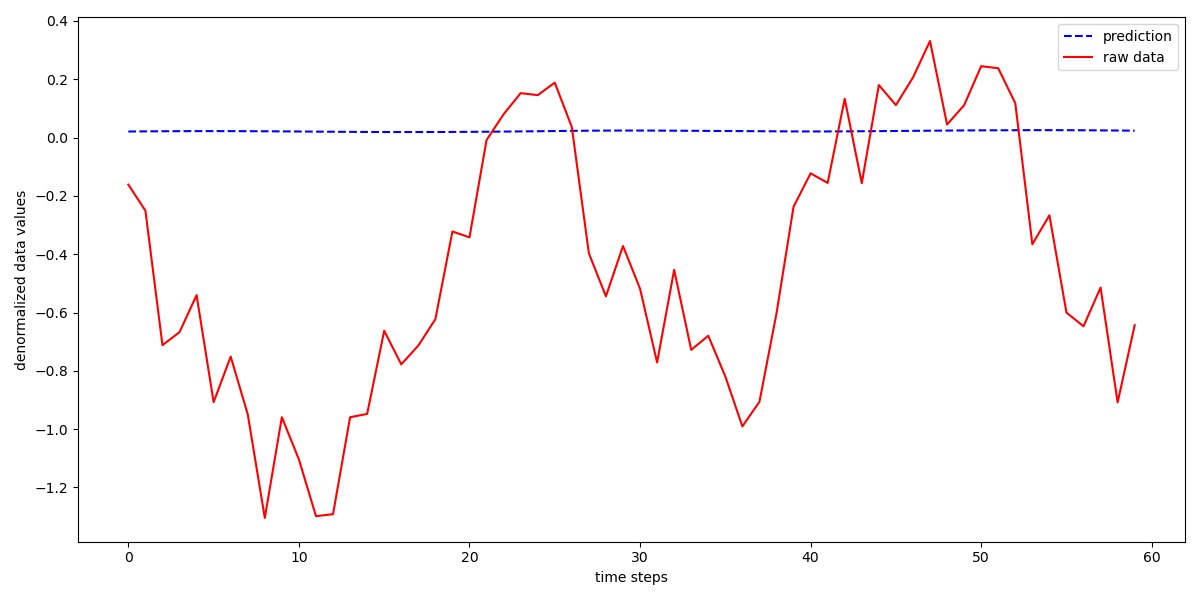 0.4
0.2
0.0
−0.2
−0.4
−0.6
−0.8
−1.0
−1.2
denormalized data values
0 10 20 30 40 50 60
time steps
prediction
raw data